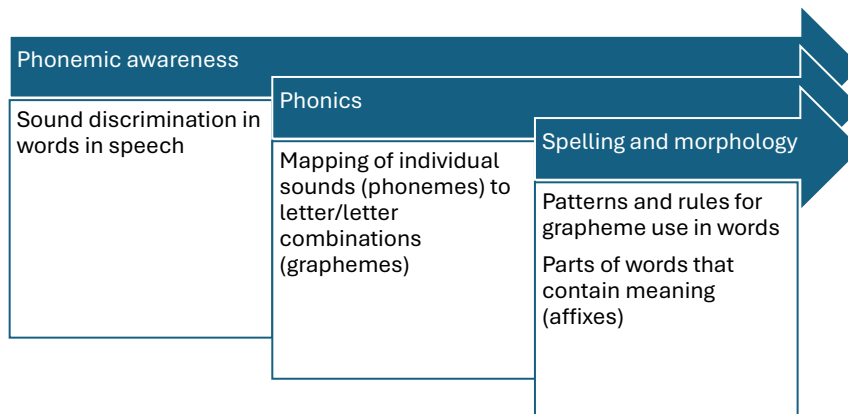 Phonemic awareness
Sound discrimination in
words in speech
Phonics
Mapping of individual
sounds (phonemes) to
letter/letter
combinations
(graphemes)
Spelling and morphology
Patterns and rules for
grapheme use in words
Parts of words that
contain meaning
(affixes)